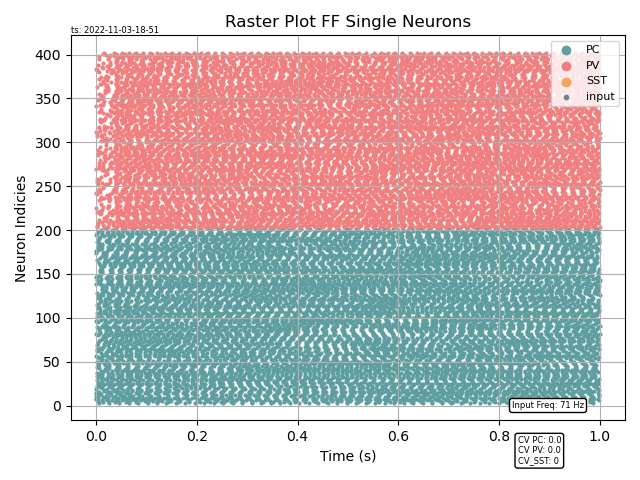 Raster Plot FF Single Neurons
ts: 2022-11-03-18-51
400
350
300
250
200
150
100
50
0
Neuron Indicies
PC
PV
SST
input
Input Freq: 71 Hz
0.0 0.2 0.4 0.6 0.8 1.0
Time (s)
CV PC: 0.0
CV PV: 0.0
CV_SST: 0